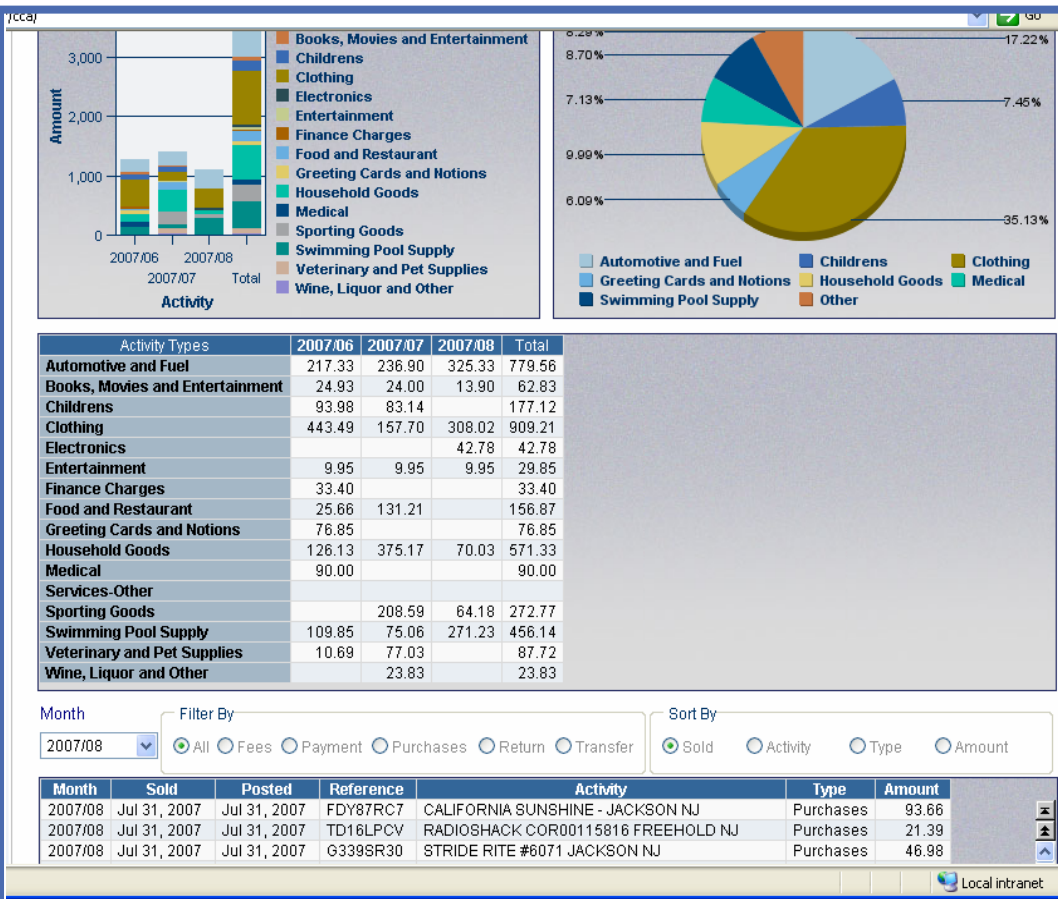 /cca/
Go
3,000
2,000
1,000
0
Amount
2007/06
2007/07
2007/08
Total
Activity
Books, Movies and Entertainment
Childrens
Clothing
Electronics
Entertainment
Finance Charges
Food and Restaurant
Greeting Cards and Notions
Household Goods
Medical
Sporting Goods
Swimming Pool Supply
Veterinary and Pet Supplies
Wine, Liquor and Other
8.29%
8.70%
7.13%
9.99%
6.09%
17.22%
7.45%
35.13%
Automotive and Fuel Childrens Clothing
Greeting Cards and Notions Household Goods Medical
Swimming Pool Supply Other
Activity Types 2007/06 2007/07 2007/08 Total
Automotive and Fuel 217.33 236.90 325.33 779.56
Books, Movies and Entertainment 24.93 24.00 13.90 62.83
Childrens 93.98 83.14 177.12
Clothing 443.49 157.70 308.02 909.21
Electronics 42.78 42.78
Entertainment 9.95 9.95 9.95 29.85
Finance Charges 33.40 33.40
Food and Restaurant 25.66 131.21 156.87
Greeting Cards and Notions 76.85 76.85
Household Goods 126.13 375.17 70.03 571.33
Medical 90.00 90.00
Services-Other
Sporting Goods 208.59 64.18 272.77
Swimming Pool Supply 109.85 75.06 271.23 456.14
Veterinary and Pet Supplies 10.69 77.03 87.72
Wine, Liquor and Other 23.83 23.83
Month Filter By Sort By
2007/08 All Fees Payment Purchases Return Transfer Sold Activity Type Amount
Month Sold Posted Reference Activity Type Amount
2007/08 Jul 31, 2007 Jul 31, 2007 FDY87RC7 CALIFORNIA SUNSHINE - JACKSON NJ Purchases 93.66
2007/08 Jul 31, 2007 Jul 31, 2007 TD16LPCV RADIOSHACK COR00115816 FREEHOLD NJ Purchases 21.39
2007/08 Jul 31, 2007 Jul 31, 2007 G339SR30 STRIDE RITE #6071 JACKSON NJ Purchases 46.98
Local intranet